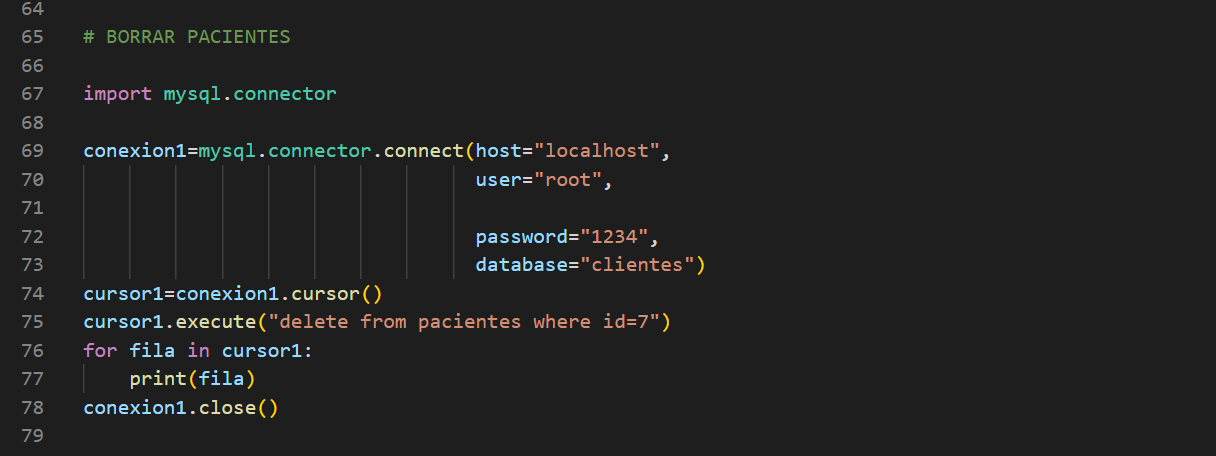 64
65 # BORRAR PACIENTES
66
67 import mysql.connector
68
69 conexion1=mysql.connector.connect(host="localhost",
70 user="root",
71
72 password="1234",
73 database="clientes")
74 cursor1=conexion1.cursor()
75 cursor1.execute("delete from pacientes where id=7")
76 for fila in cursor1:
77     print(fila)
78 conexion1.close()
79